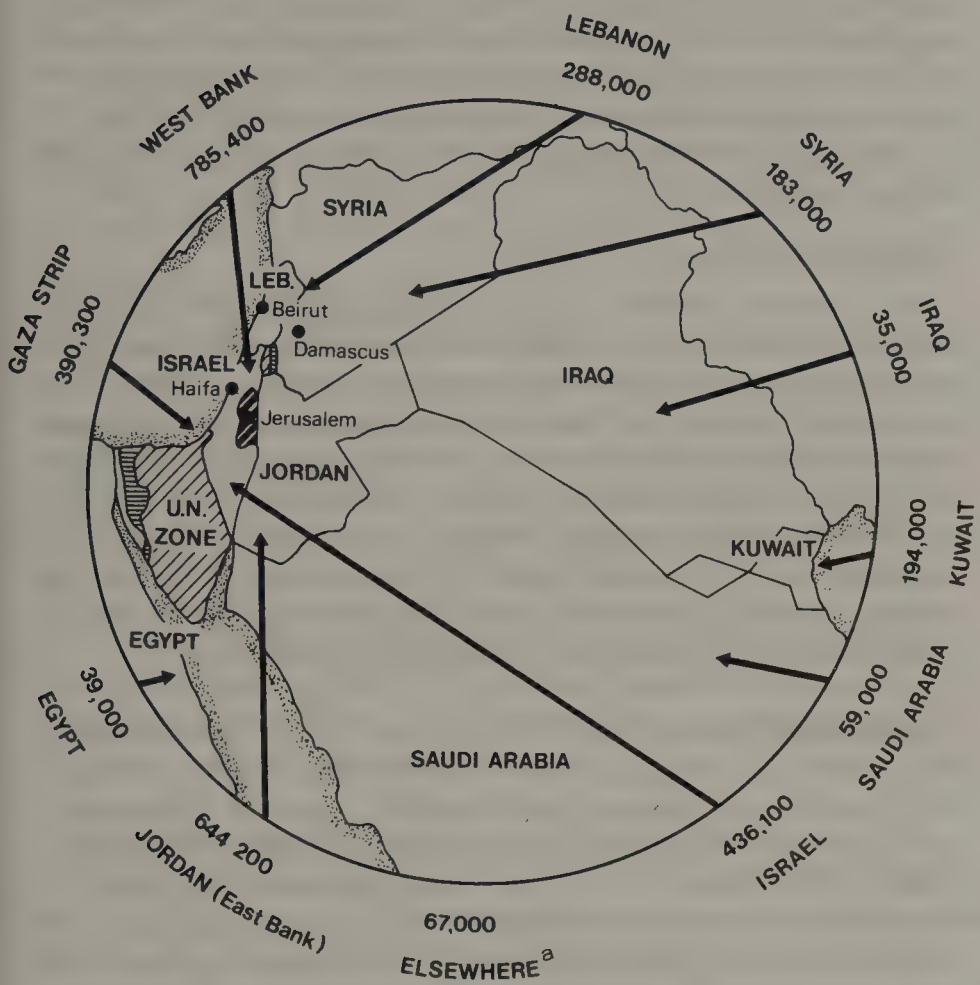 LEBANON
288,000
SYRIA
183,000
IRAQ
35,000
194,000
KUWAIT
59,000
SAUDI ARABIA
436,100
ISRAEL
67,000
ELSEWHERE a
644 200
JORDAN (East Bank)
39,000
EGYPT
GAZA STRIP
390,300
WEST BANK
785,400
SYRIA
LEB.
Beirut
Damascus
ISRAEL
Haifa
Jerusalem
IRAQ
JORDAN
U.N.
ZONE
KUWAIT
EGYPT
SAUDI ARABIA